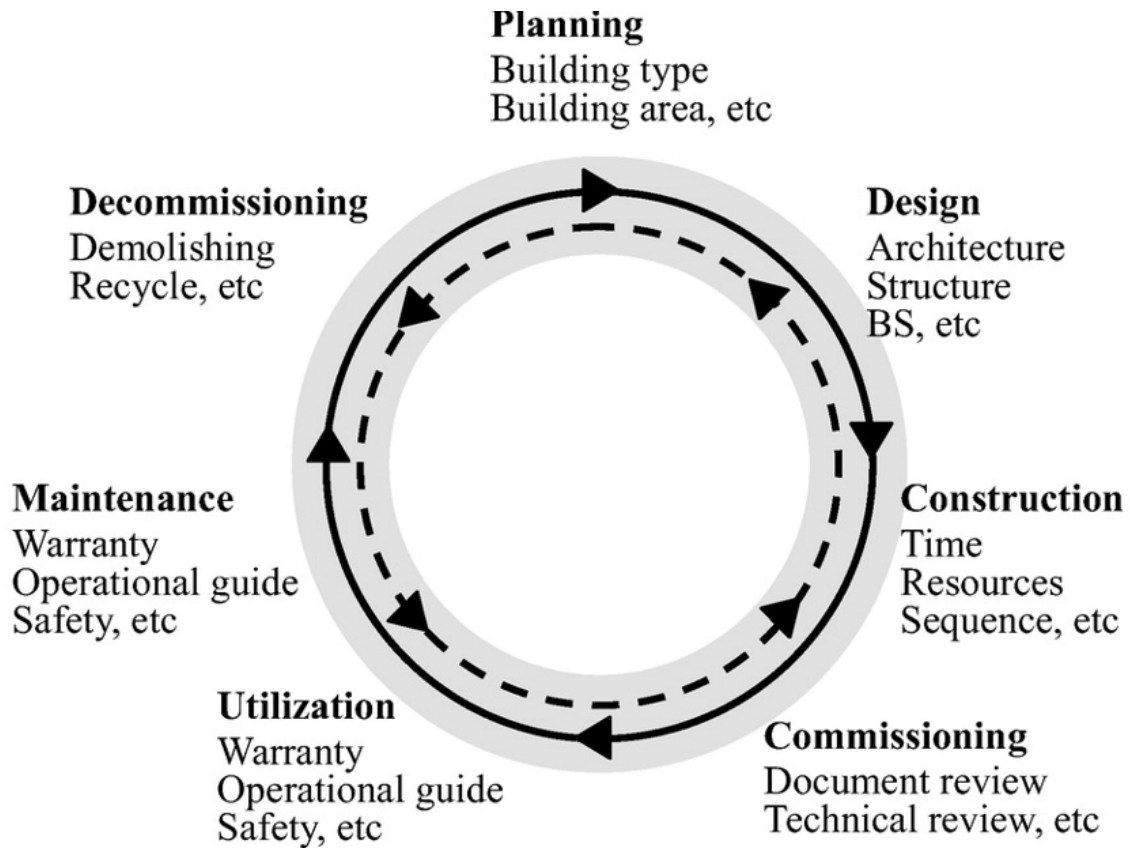 Planning
Building type
Building area, etc
Decommissioning
Demolishing
Recycle, etc
Design
Architecture
Structure
BS, etc
Maintenance
Warranty
Operational guide
Safety, etc
Construction
Time
Resources
Sequence, etc
Utilization
Warranty
Operational guide
Safety, etc
Commissioning
Document review
Technical review, etc